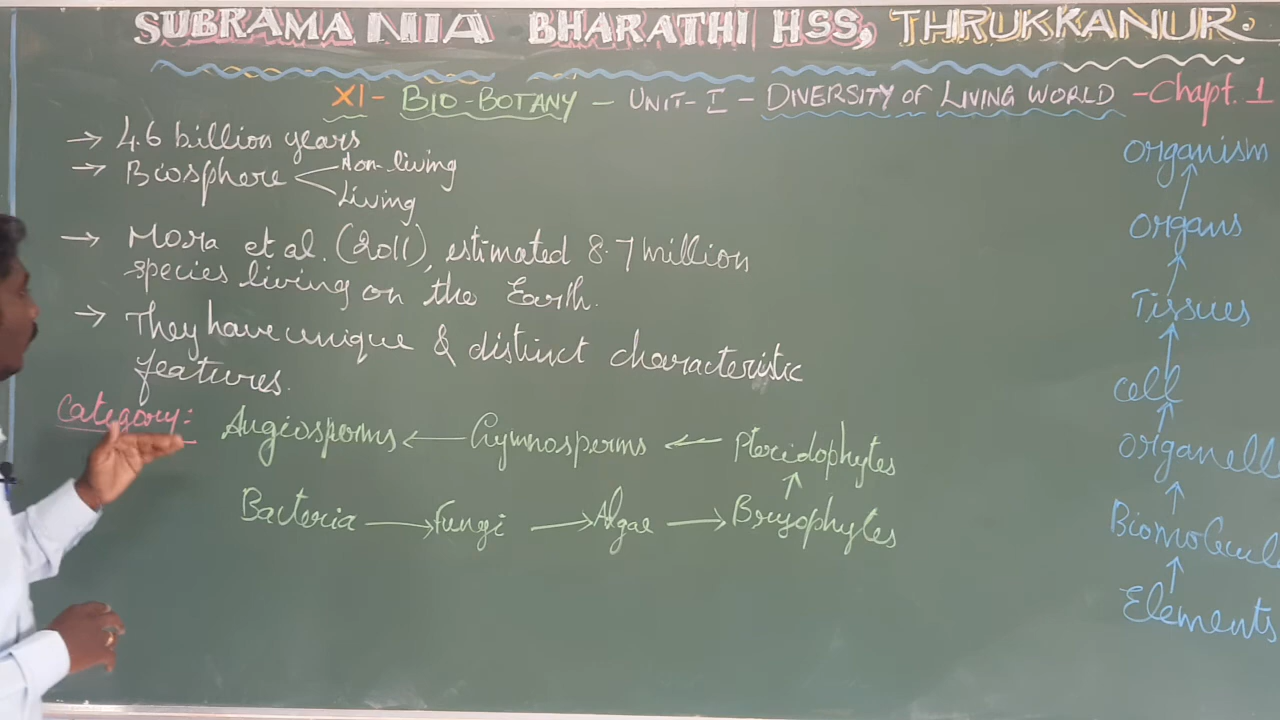 SUBRAMANIA BHARATHI HSS, THRUKKANUR.
XI - BIO-BOTANY - UNIT-I - DIVERSITY OF LIVING WORLD - Chapt. 1
→ 4.6 billion years
→ Biosphere
Non-living
Living
→ Mora et al. (2011), estimated 8.7 million
species living on the Earth.
→ They have unique & distinct characteristic
features.
Category:
Angiosperms ← Gymnosperms ← Pteridophytes
↑
Bacteria → Fungi → Algae → Bryophytes
Organism
↑
Organs
↑
Tissues
↑
Cell
↑
Organell
↑
Biomolecul
↑
Elements